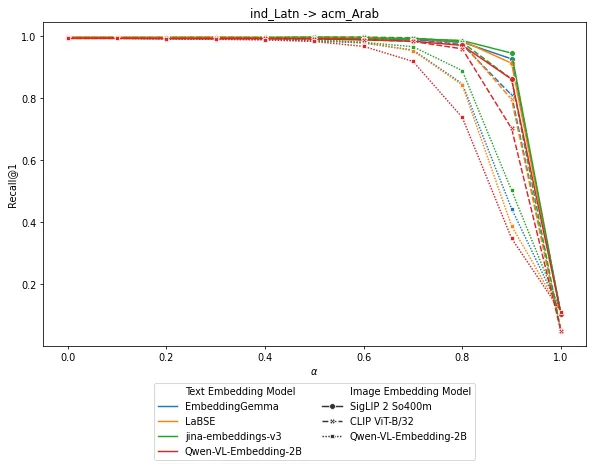 ind_Latn -> acm_Arab
1.0
0.8
0.6
0.4
0.2
Recall@1
0.0 0.2 0.4 0.6 0.8 1.0
α
Text Embedding Model Image Embedding Model
EmbeddingGemma SigLIP 2 So400m
LaBSE CLIP ViT-B/32
jina-embeddings-v3 Qwen-VL-Embedding-2B
Qwen-VL-Embedding-2B